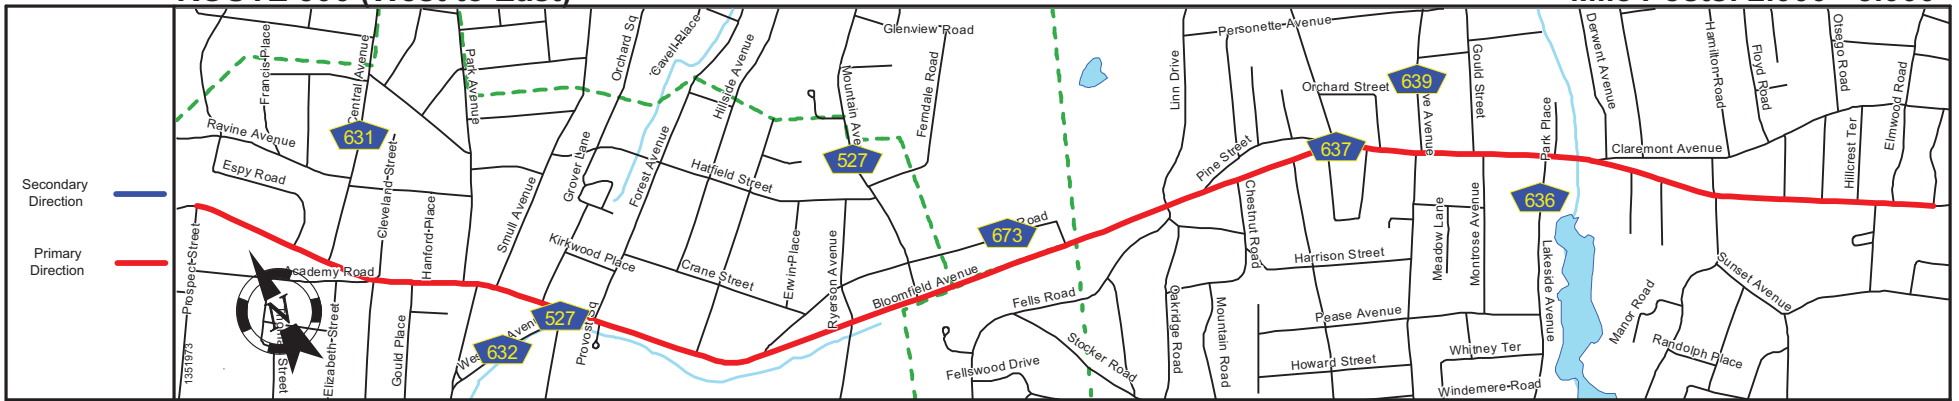 Secondary
Direction
Primary
Direction
Francis-Place
Central Avenue
Park Avenue
Orchard Sq
Cavell-Place
Hillside Avenue
Mountain Ave
Glenview Road
Ferndale Road
Linn Drive
Personette Avenue
Orchard Street
639
Gould Street
Park Place
Derwent Avenue
Hamilton-Road
Floyd Road
Otsego Road
Elmwood Road
Hillcrest Ter
Ravine Avenue
631
Espy Road
Cleveland-Street
Hanford-Place
Small Avenue
Grover Lane
Forest Avenue
Hatfield Street
527
Pine Street
637
Claremont Avenue
Chestnut Road
Meadow Lane
Montrose Avenue
636
Lakeside Avenue
Prospect-Street
Academy Road
Kirkwood Place
Crane Street
Erwin-Place
Ryerson Avenue
673
Road
Bloomfield Avenue
Fells Road
Harrison Street
Sunset Avenue
Manor Road
Randolph Place
N
Street
Elizabeth-Street
Gould Place
527
632
Provost Sq
Fellswood Drive
Stocker Road
Oakridge Road
Mountain Road
Pease Avenue
Howard Street
Whitney Ter
Windemere-Road
1351973